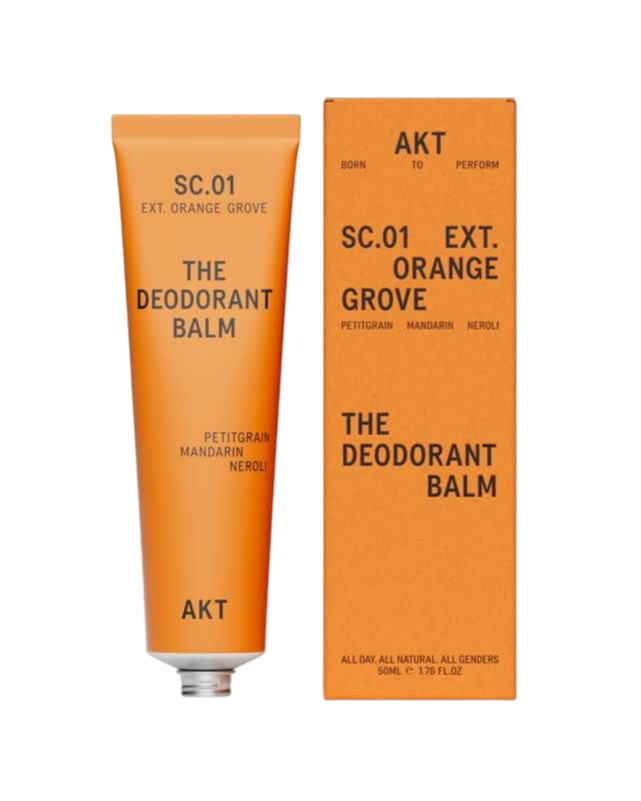 SC.01
EXT. ORANGE GROVE
THE
DEODORANT
BALM
PETITGRAIN
MANDARIN
NEROLI
AKT
AKT
BORN TO PERFORM
SC.01 EXT.
ORANGE
GROVE
PETITGRAIN MANDARIN NEROLI
THE
DEODORANT
BALM
ALL DAY. ALL NATURAL. ALL GENDERS
50ML ℮ 1.76 FL.OZ